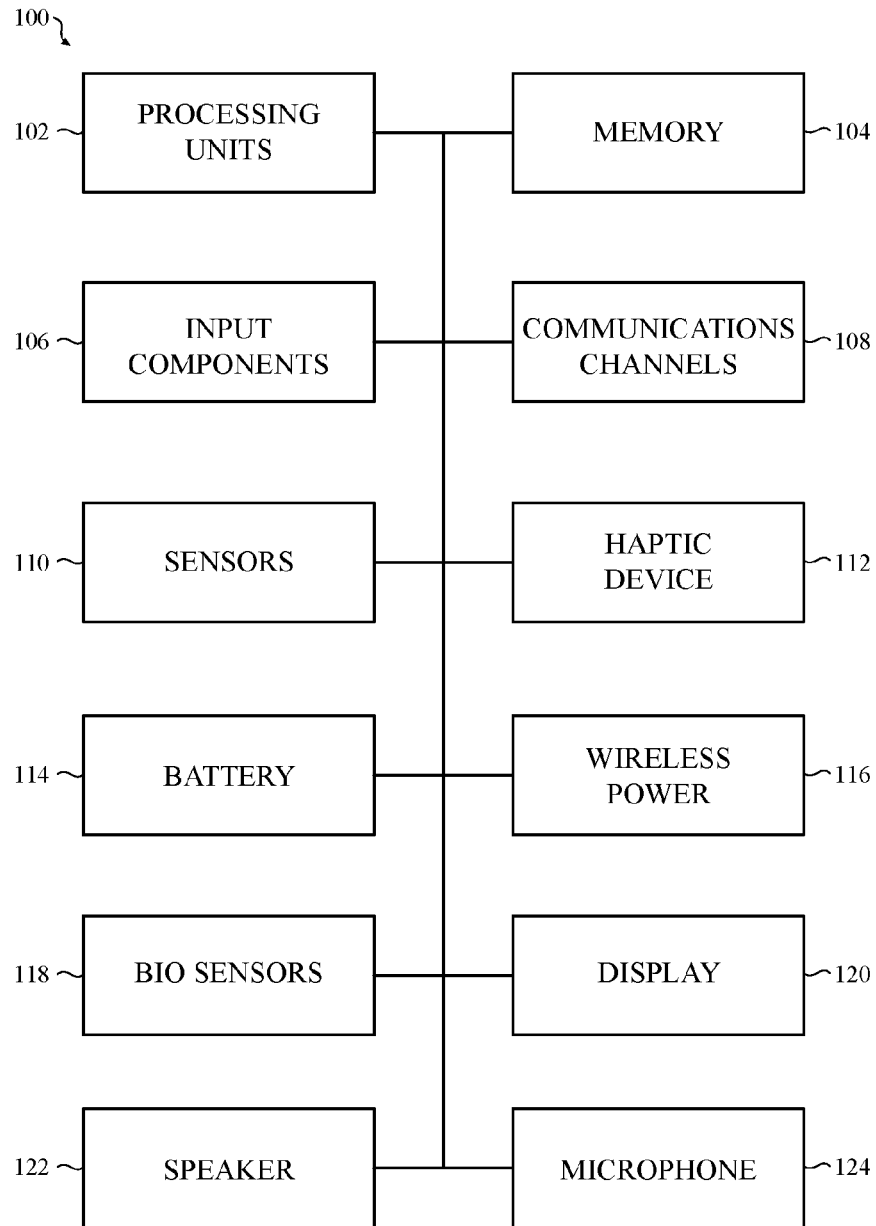 100
102
PROCESSING
UNITS
MEMORY
104
106
INPUT
COMPONENTS
COMMUNICATIONS
CHANNELS
108
110
SENSORS
HAPTIC
DEVICE
112
114
BATTERY
WIRELESS
POWER
116
118
BIO SENSORS
DISPLAY
120
122
SPEAKER
MICROPHONE
124